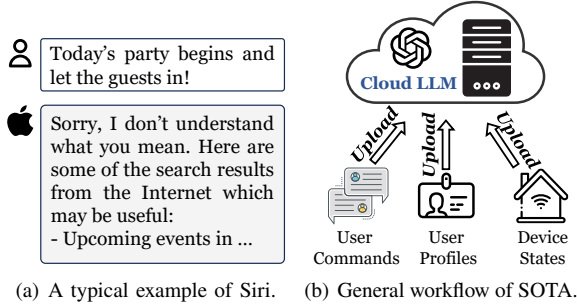 Today's party begins and
let the guests in!
Sorry, I don't understand
what you mean. Here are
some of the search results
from the Internet which
may be useful:
- Upcoming events in ...
(a) A typical example of Siri.
Cloud LLM
Upload
Upload
Upload
User
Commands
User
Profiles
Device
States
(b) General workflow of SOTA.